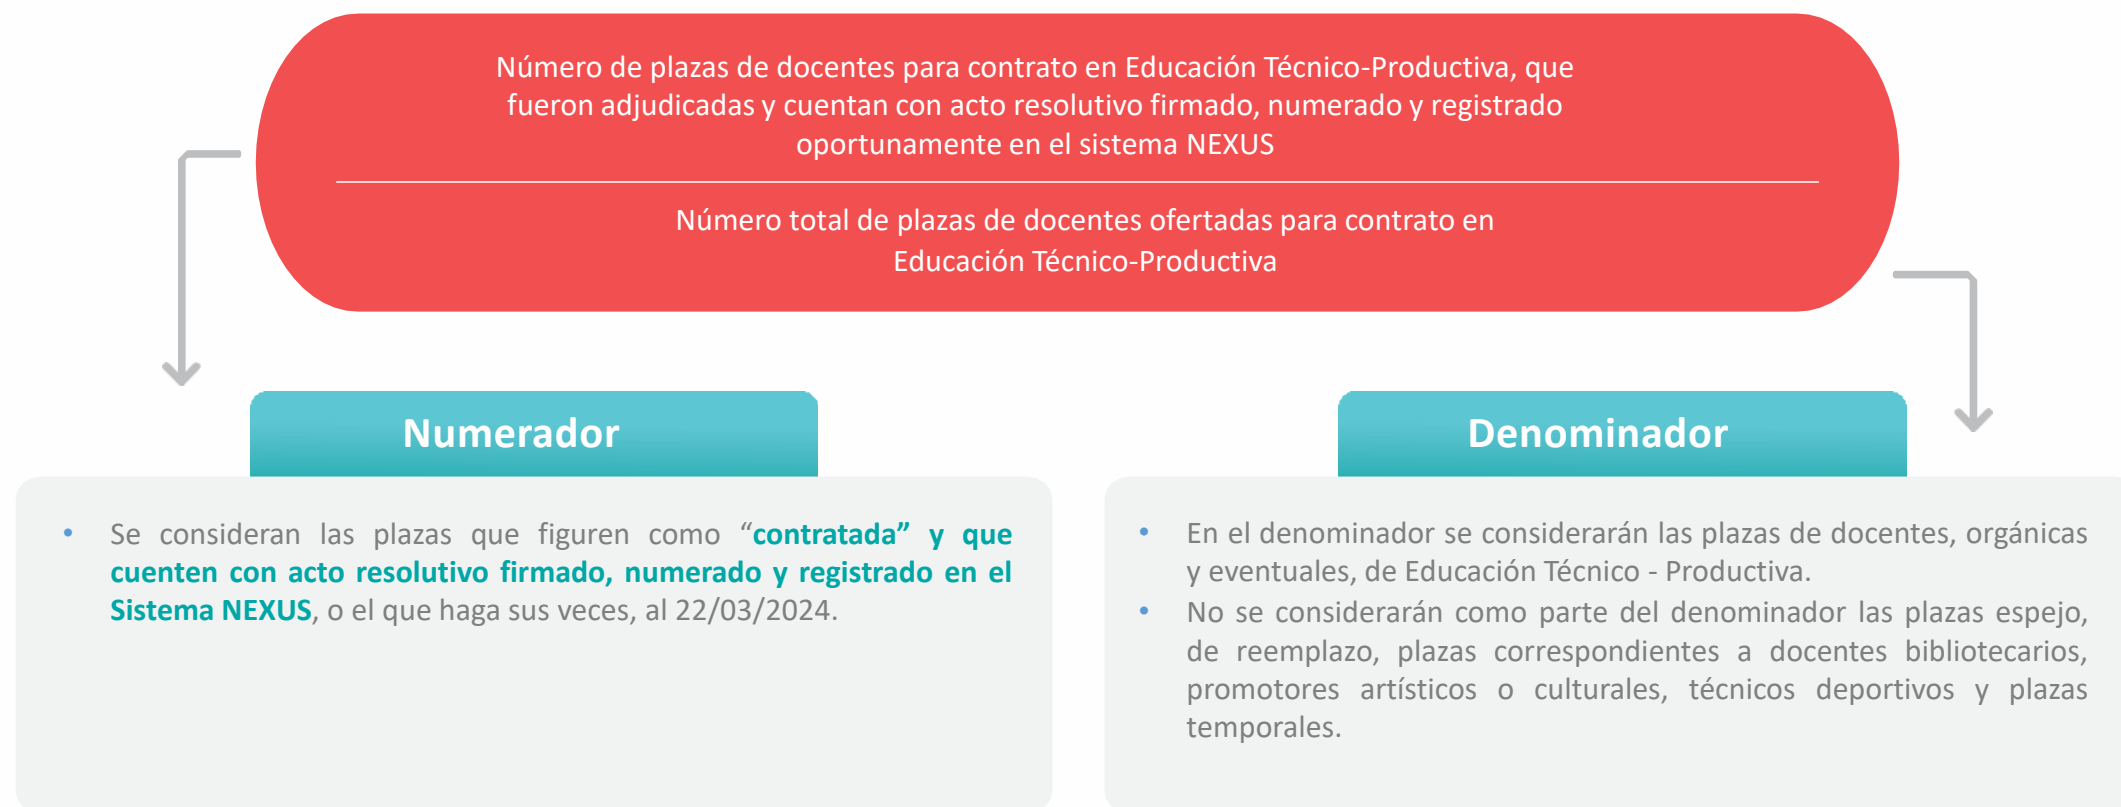 Número de plazas de docentes para contrato en Educación Técnico-Productiva, que
fueron adjudicadas y cuentan con acto resolutivo firmado, numerado y registrado
oportunamente en el sistema NEXUS
Número total de plazas de docentes ofertadas para contrato en
Educación Técnico-Productiva
Numerador
• Se consideran las plazas que figuren como “contratada” y que
cuenten con acto resolutivo firmado, numerado y registrado en el
Sistema NEXUS, o el que haga sus veces, al 22/03/2024.
Denominador
• En el denominador se considerarán las plazas de docentes, orgánicas
y eventuales, de Educación Técnico - Productiva.
• No se considerarán como parte del denominador las plazas espejo,
de reemplazo, plazas correspondientes a docentes bibliotecarios,
promotores artísticos o culturales, técnicos deportivos y plazas
temporales.